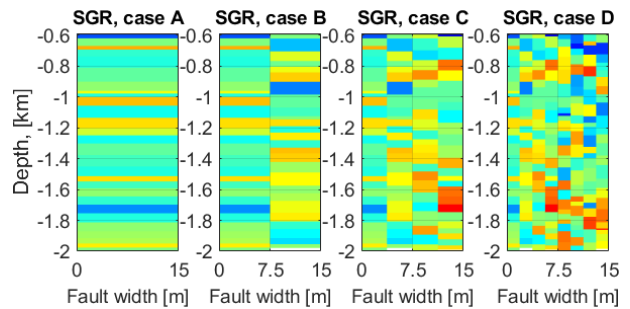 SGR, case A
SGR, case B
SGR, case C
SGR, case D
Depth, [km]
-0.6
-0.8
-1
-1.2
-1.4
-1.6
-1.8
-2
-0.6
-0.8
-1
-1.2
-1.4
-1.6
-1.8
-2
-0.6
-0.8
-1
-1.2
-1.4
-1.6
-1.8
-2
-0.6
-0.8
-1
-1.2
-1.4
-1.6
-1.8
-2
0 15
0 7.5 15
0 7.5 15
0 7.5 15
Fault width [m]
Fault width [m]
Fault width [m]
Fault width [m]